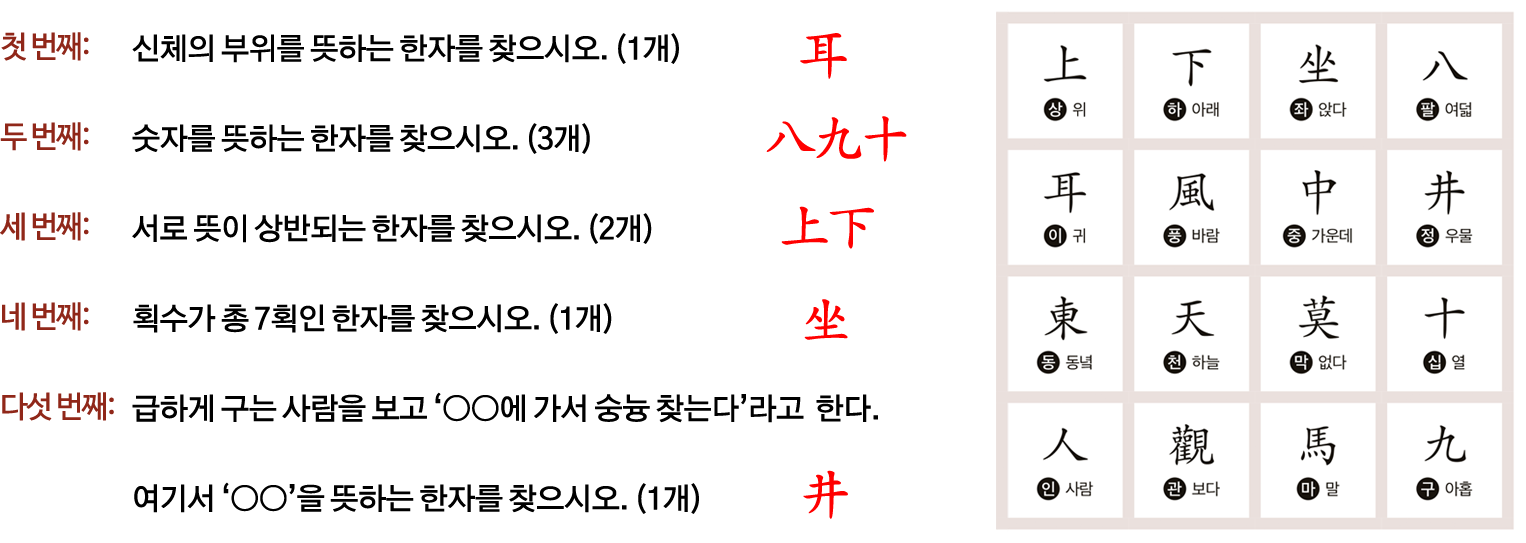 첫 번째: 신체의 부위를 뜻하는 한자를 찾으시오. (1개) 耳
두 번째: 숫자를 뜻하는 한자를 찾으시오. (3개) 八九十
세 번째: 서로 뜻이 상반되는 한자를 찾으시오. (2개) 上下
네 번째: 획수가 총 7획인 한자를 찾으시오. (1개) 坐
다섯 번째: 급하게 구는 사람을 보고 ‘○○에 가서 숭늉 찾는다’라고 한다.
여기서 ‘○○’을 뜻하는 한자를 찾으시오. (1개) 井
上 下 坐 八
상 위 하 아래 좌 앉다 팔 여덟
耳 風 中 井
이 귀 풍 바람 중 가운데 정 우물
東 天 莫 十
동 동녘 천 하늘 막 없다 십 열
人 觀 馬 九
인 사람 관 보다 마 말 구 아홉